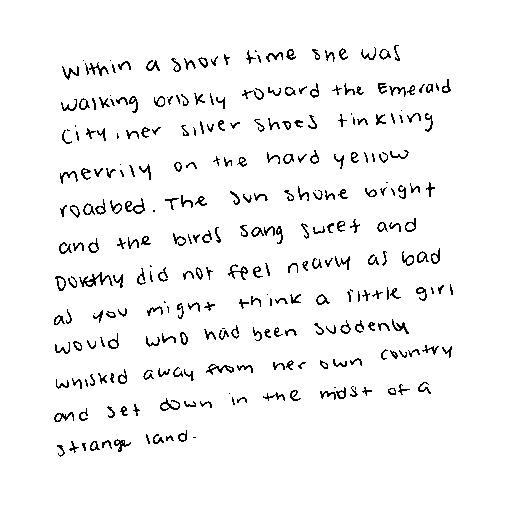 Within a short time she was
walking briskly toward the Emerald
City, her silver shoes tinkling
merrily on the hard yellow
roadbed. The sun shone bright
and the birds sang sweet and
Dorothy did not feel nearly as bad
as you might think a little girl
would who had been suddenly
whisked away from her own country
and set down in the midst of a
strange land.